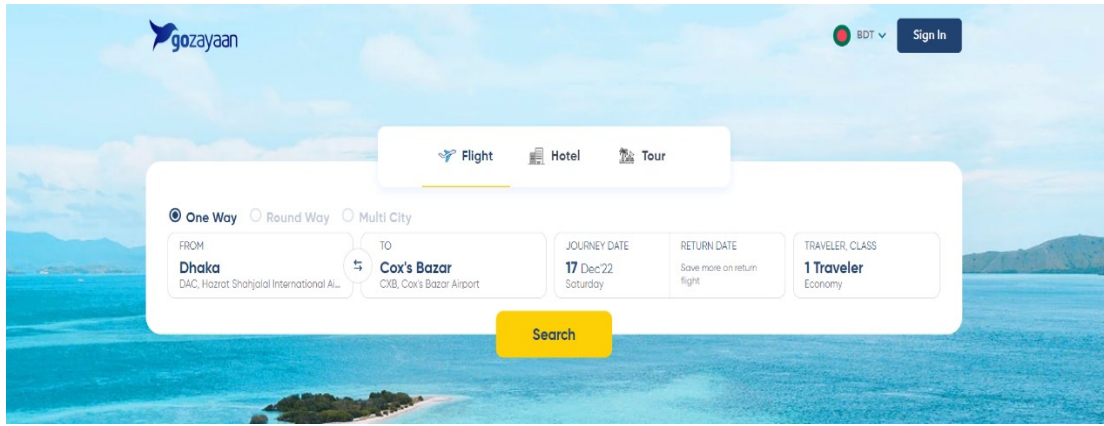 gozayaan
BDT
Sign In
Flight
Hotel
Tour
One Way
Round Way
Multi City
FROM
Dhaka
DAC, Hazrat Shahjalal International Ai...
TO
Cox's Bazar
CXB, Cox's Bazar Airport
JOURNEY DATE
17 Dec'22
Saturday
RETURN DATE
Save more on return
flight
TRAVELER, CLASS
1 Traveler
Economy
Search